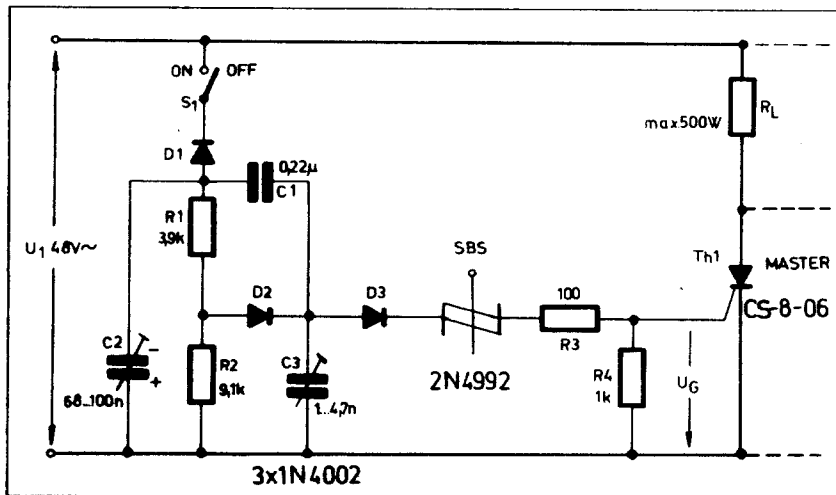 ON OFF
S1
D1
0,22µ
C1
R1
3,9k
U1 48V~
D2
D3
C2
-
+
68...100n
R2
9,1k
C3
1...4,7n
3x1N4002
SBS
2N4992
100
R3
R4
1k
UG
max 500W
RL
Th1
MASTER
CS-8-06